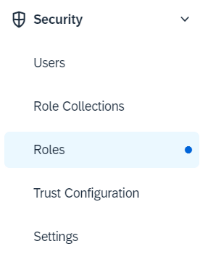 Security
Users
Role Collections
Roles
Trust Configuration
Settings